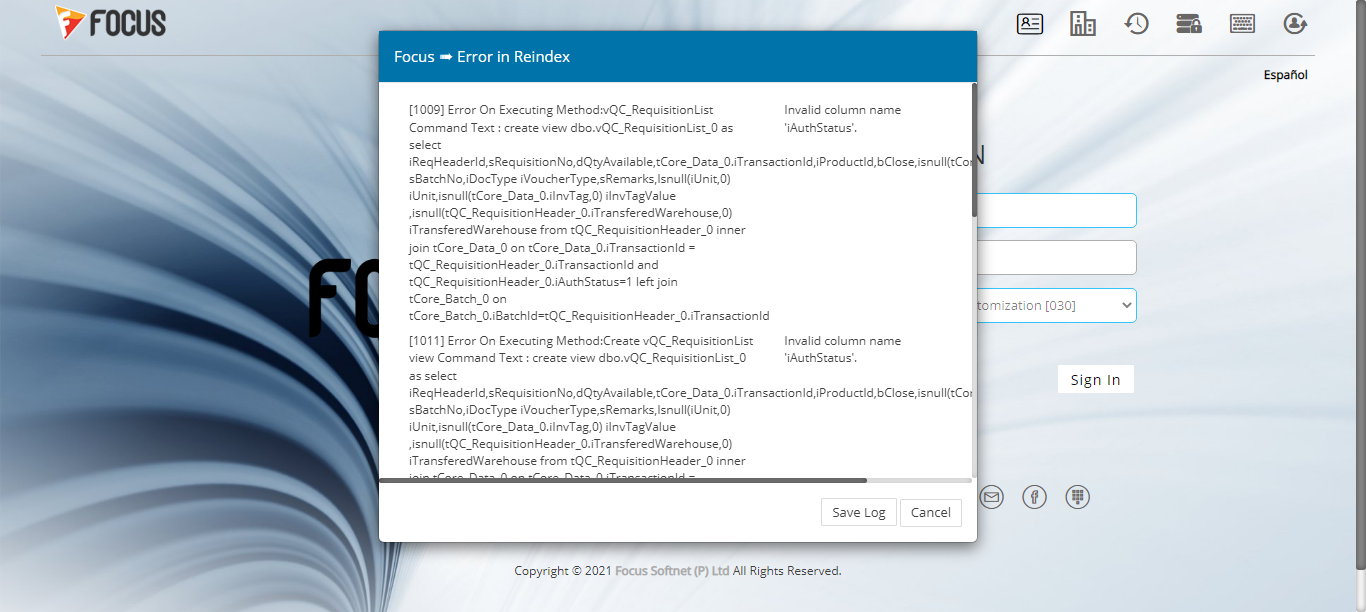 FOCUS
Español
Focus ➡ Error in Reindex
[1009] Error On Executing Method:vQC_RequisitionList
Command Text : create view dbo.vQC_RequisitionList_0 as
select
iReqHeaderId,sRequisitionNo,dQtyAvailable,tCore_Data_0.iTransactionId,iProductId,bClose,isnull(tCor
sBatchNo,iDocType iVoucherType,sRemarks,Isnull(iUnit,0)
iUnit,isnull(tCore_Data_0.iInvTag,0) iInvTagValue
,isnull(tQC_RequisitionHeader_0.iTransferedWarehouse,0)
iTransferedWarehouse from tQC_RequisitionHeader_0 inner
join tCore_Data_0 on tCore_Data_0.iTransactionId =
tQC_RequisitionHeader_0.iTransactionId and
tQC_RequisitionHeader_0.iAuthStatus=1 left join
tCore_Batch_0 on
tCore_Batch_0.iBatchId=tQC_RequisitionHeader_0.iTransactionId
Invalid column name
'iAuthStatus'.
[1011] Error On Executing Method:Create vQC_RequisitionList
view Command Text : create view dbo.vQC_RequisitionList_0
as select
iReqHeaderId,sRequisitionNo,dQtyAvailable,tCore_Data_0.iTransactionId,iProductId,bClose,isnull(tCor
sBatchNo,iDocType iVoucherType,sRemarks,Isnull(iUnit,0)
iUnit,isnull(tCore_Data_0.iInvTag,0) iInvTagValue
,isnull(tQC_RequisitionHeader_0.iTransferedWarehouse,0)
iTransferedWarehouse from tQC_RequisitionHeader_0 inner
join tCore_Data_0 on tCore_Data_0.iTransactionId =
Invalid column name
'iAuthStatus'.
N
FO
tomization [030]
Sign In
Save Log
Cancel
Copyright © 2021 Focus Softnet (P) Ltd All Rights Reserved.